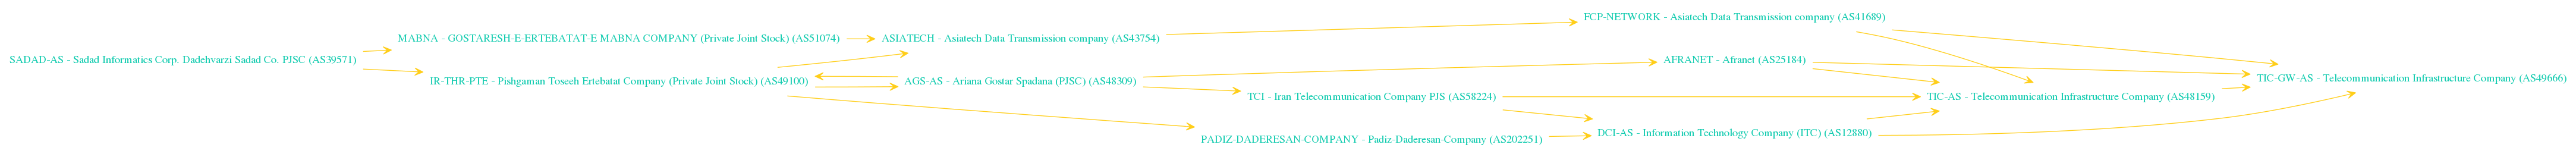 FCP-NETWORK - Asiatech Data Transmission company (AS41689)
MABNA - GOSTARESH-E-ERTEBATAT-E MABNA COMPANY (Private Joint Stock) (AS51074)
ASIATECH - Asiatech Data Transmission company (AS43754)
SADAD-AS - Sadad Informatics Corp. Dadehvarzi Sadad Co. PJSC (AS39571)
AFRANET - Afranet (AS25184)
IR-THR-PTE - Pishgaman Toseeh Ertebatat Company (Private Joint Stock) (AS49100)
AGS-AS - Ariana Gostar Spadana (PJSC) (AS48309)
TIC-GW-AS - Telecommunication Infrastructure Company (AS49666)
TCI - Iran Telecommunication Company PJS (AS58224)
TIC-AS - Telecommunication Infrastructure Company (AS48159)
DCI-AS - Information Technology Company (ITC) (AS12880)
PADIZ-DADERESAN-COMPANY - Padiz-Daderesan-Company (AS202251)